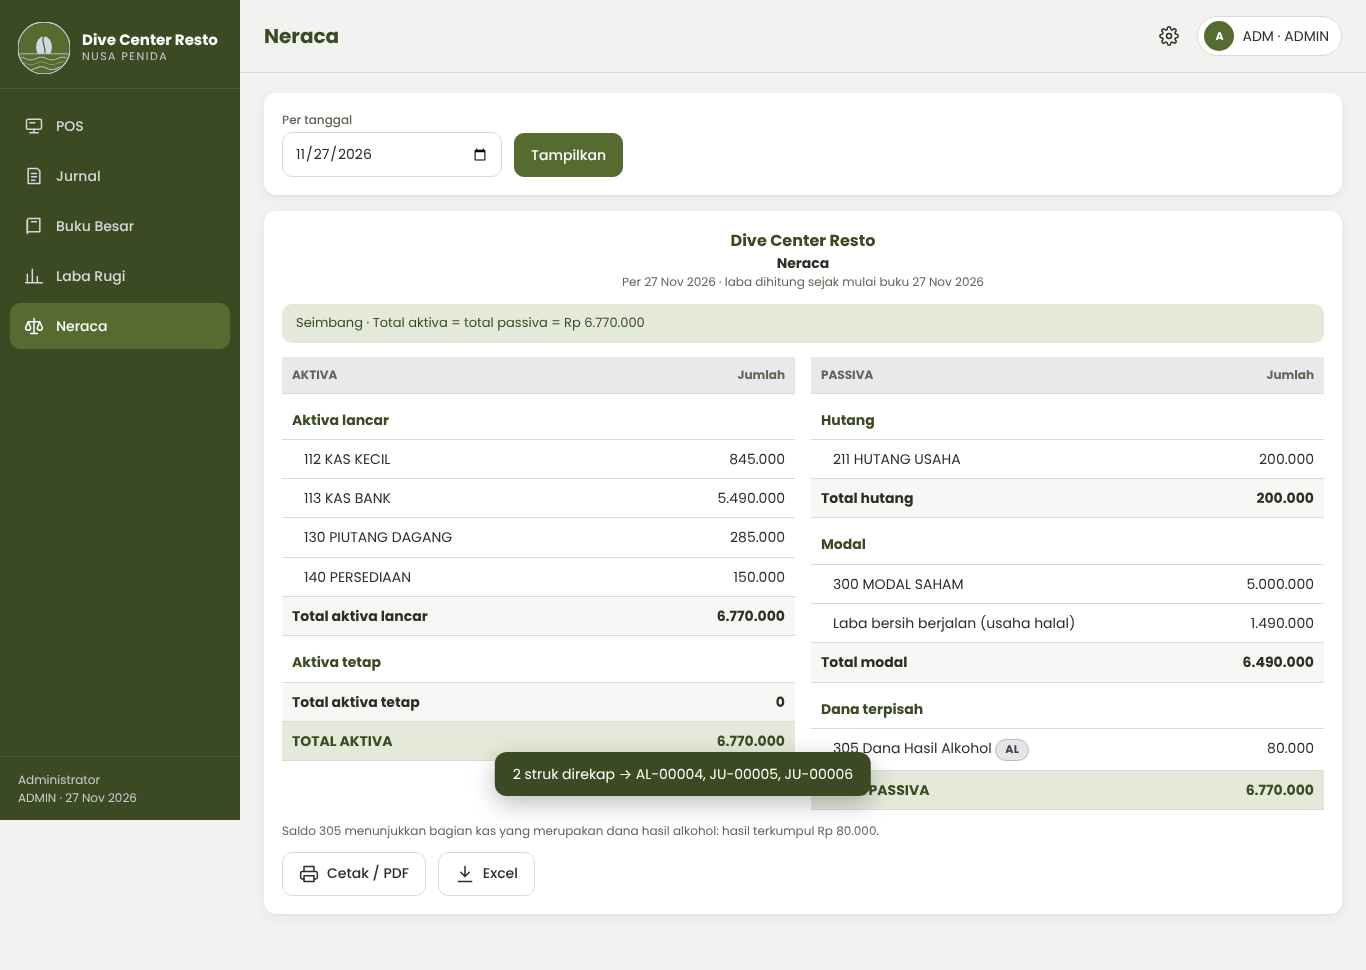 Dive Center Resto
NUSA PENIDA
POS
Jurnal
Buku Besar
Laba Rugi
Neraca
Administrator
ADMIN · 27 Nov 2026
Neraca
A
ADM · ADMIN
Per tanggal
11/27/2026
Tampilkan
Dive Center Resto
Neraca
Per 27 Nov 2026 · laba dihitung sejak mulai buku 27 Nov 2026
Seimbang · Total aktiva = total passiva = Rp 6.770.000
AKTIVA Jumlah
Aktiva lancar
112 KAS KECIL 845.000
113 KAS BANK 5.490.000
130 PIUTANG DAGANG 285.000
140 PERSEDIAAN 150.000
Total aktiva lancar 6.770.000
Aktiva tetap
Total aktiva tetap 0
TOTAL AKTIVA 6.770.000
PASSIVA Jumlah
Hutang
211 HUTANG USAHA 200.000
Total hutang 200.000
Modal
300 MODAL SAHAM 5.000.000
Laba bersih berjalan (usaha halal) 1.490.000
Total modal 6.490.000
Dana terpisah
305 Dana Hasil Alkohol AL 80.000
PASSIVA 6.770.000
2 struk direkap → AL-00004, JU-00005, JU-00006
Saldo 305 menunjukkan bagian kas yang merupakan dana hasil alkohol: hasil terkumpul Rp 80.000.
Cetak / PDF
Excel